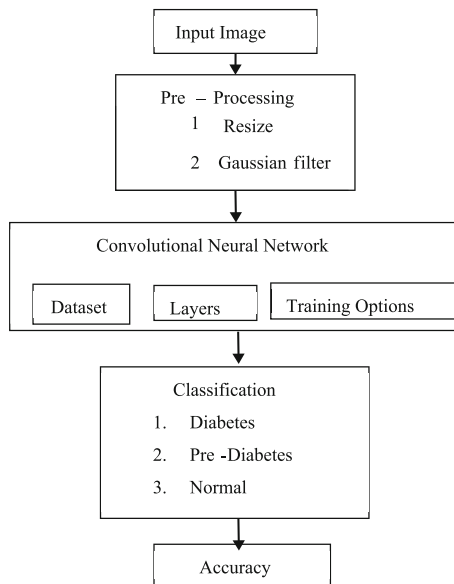 Input Image
Pre – Processing
1 Resize
2 Gaussian filter
Convolutional Neural Network
Dataset
Layers
Training Options
Classification
1. Diabetes
2. Pre -Diabetes
3. Normal
Accuracy